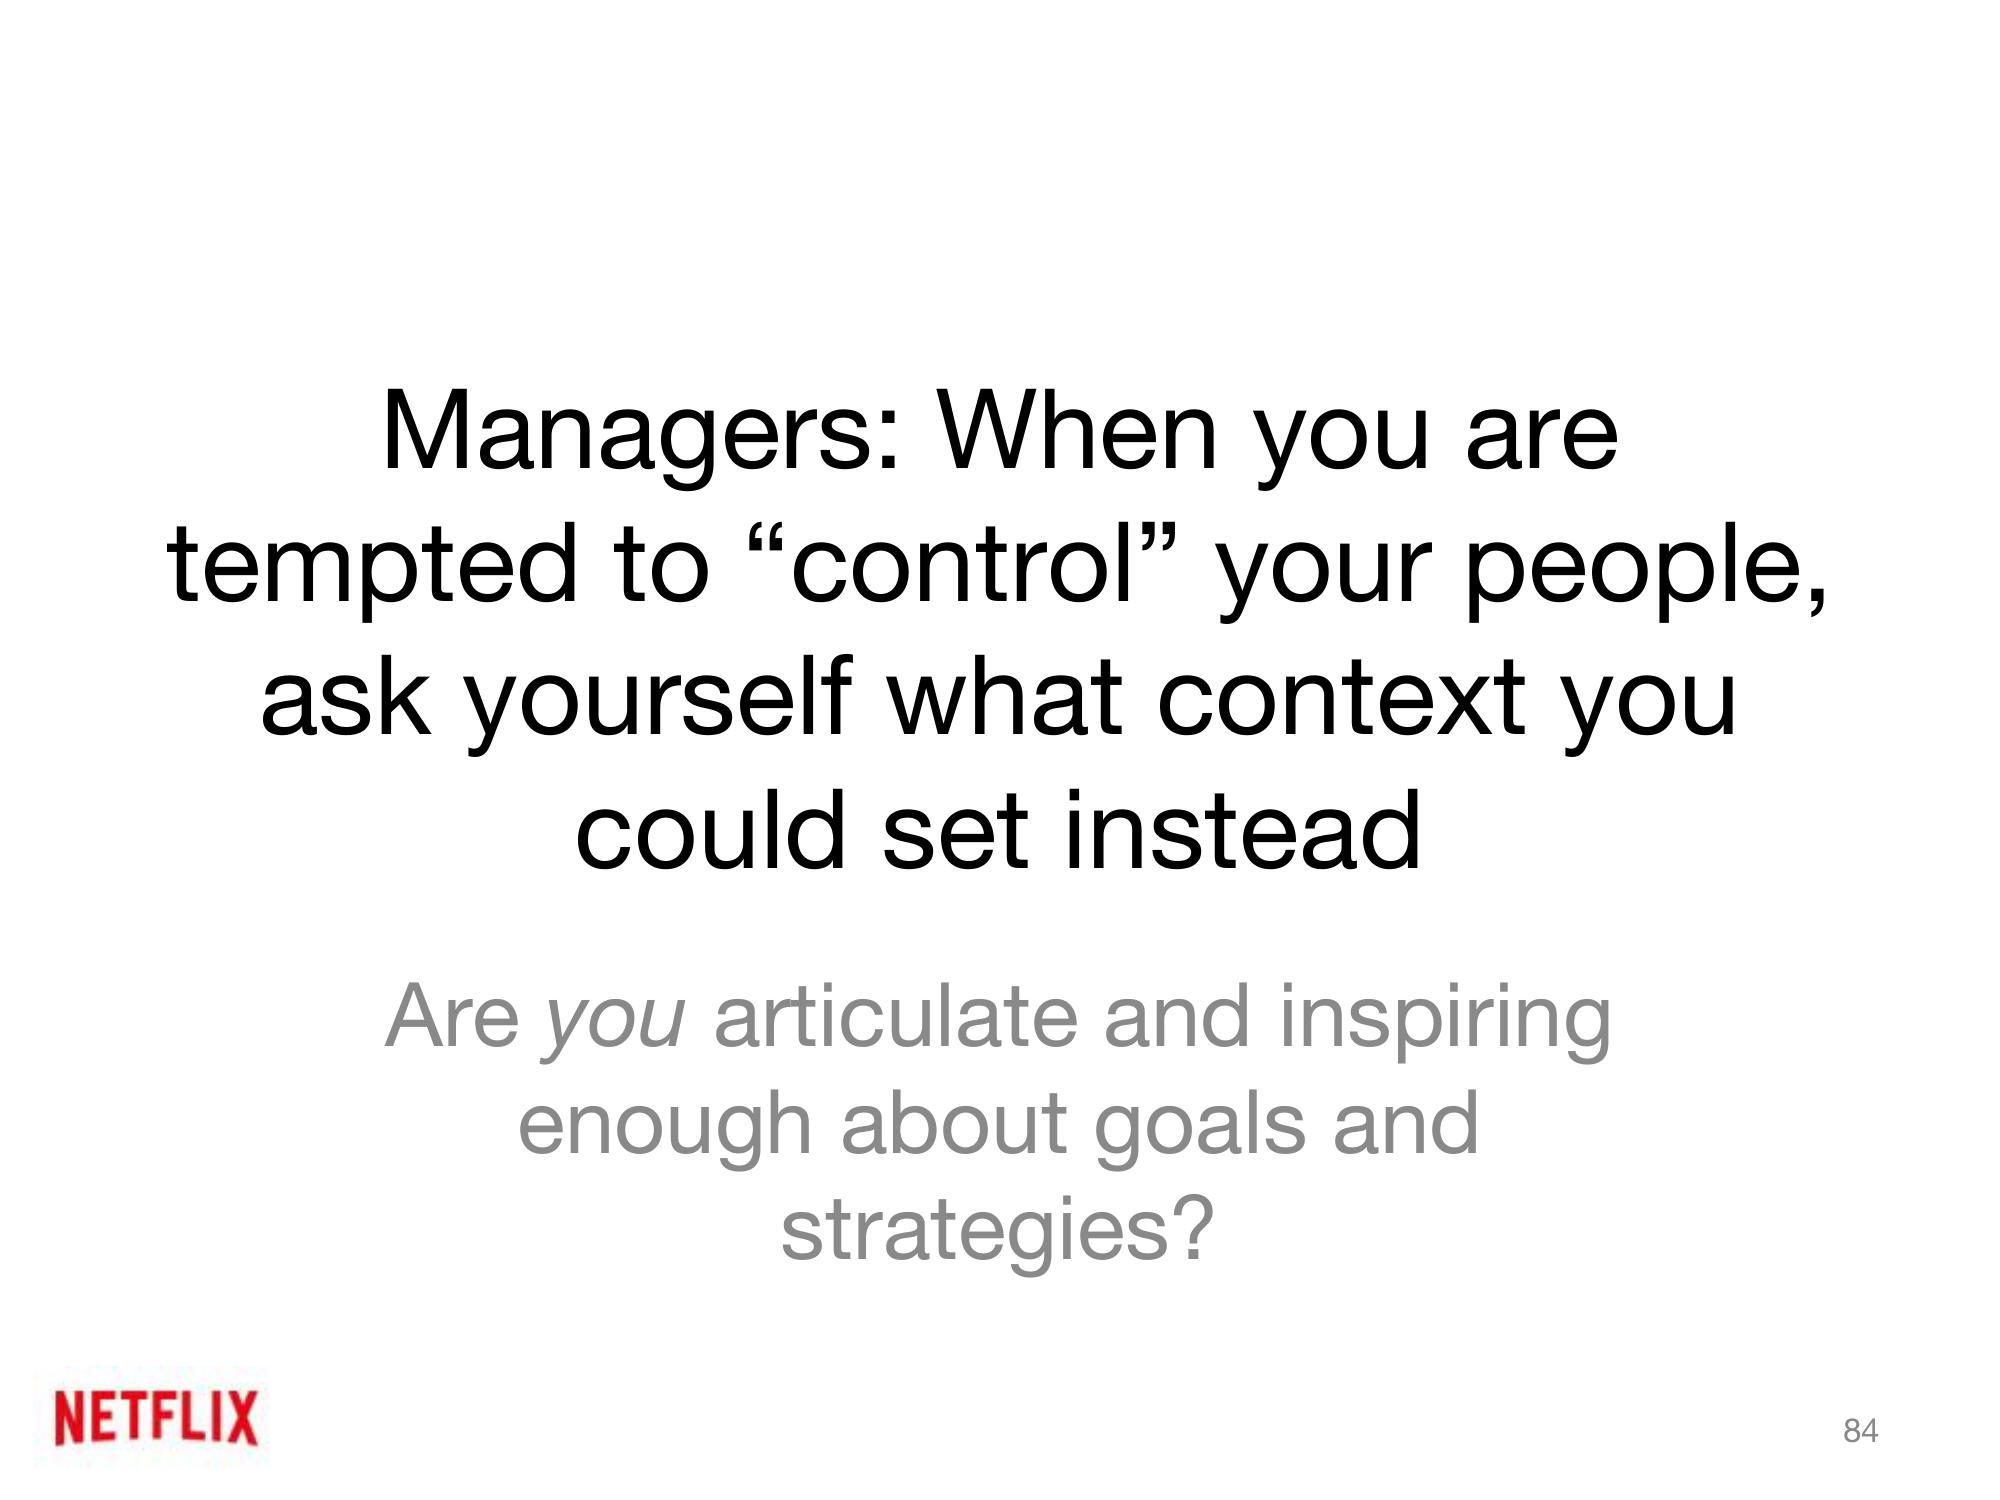 Managers: When you are
tempted to “control” your people,
ask yourself what context you
could set instead
Are you articulate and inspiring
enough about goals and
strategies?
NETFLIX
84